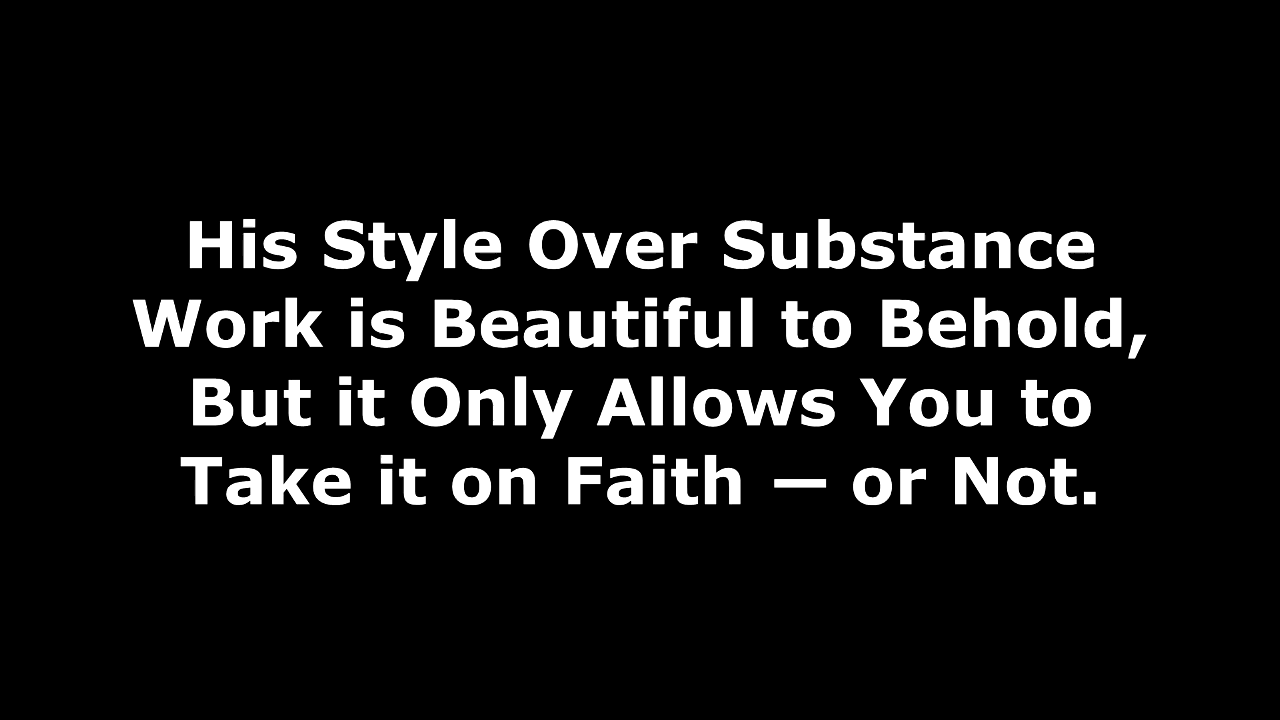 His Style Over Substance
Work is Beautiful to Behold,
But it Only Allows You to
Take it on Faith — or Not.